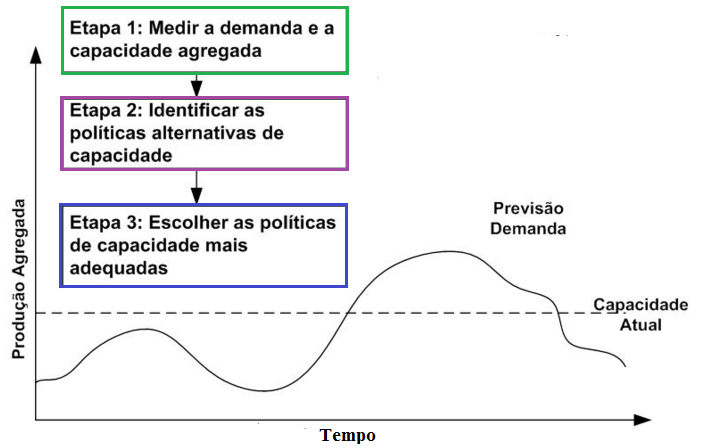 Etapa 1: Medir a demanda e a
capacidade agregada
Etapa 2: Identificar as
políticas alternativas de
capacidade
Etapa 3: Escolher as políticas
de capacidade mais
adequadas
Previsão
Demanda
Capacidade
Atual
Produção Agregada
Tempo